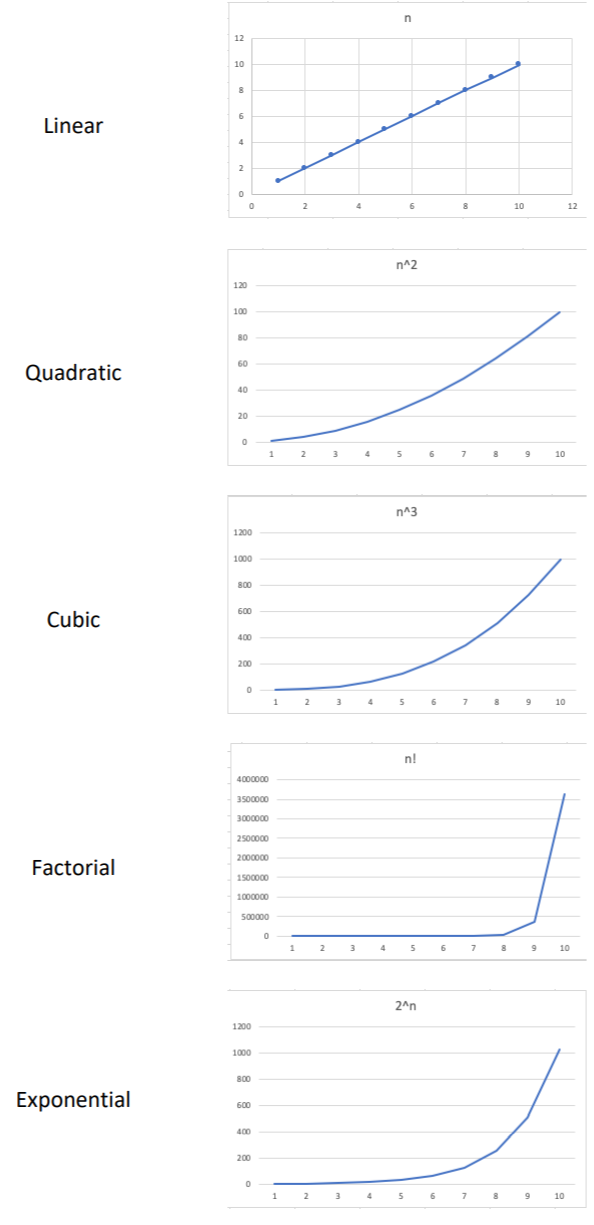 n
12
10
8
6
4
2
0
0 2 4 6 8 10 12
Linear
n^2
120
100
80
60
40
20
0
1 2 3 4 5 6 7 8 9 10
Quadratic
n^3
1200
1000
800
600
400
200
0
1 2 3 4 5 6 7 8 9 10
Cubic
n!
4000000
3500000
3000000
2500000
2000000
1500000
1000000
500000
0
1 2 3 4 5 6 7 8 9 10
Factorial
2^n
1200
1000
800
600
400
200
0
1 2 3 4 5 6 7 8 9 10
Exponential